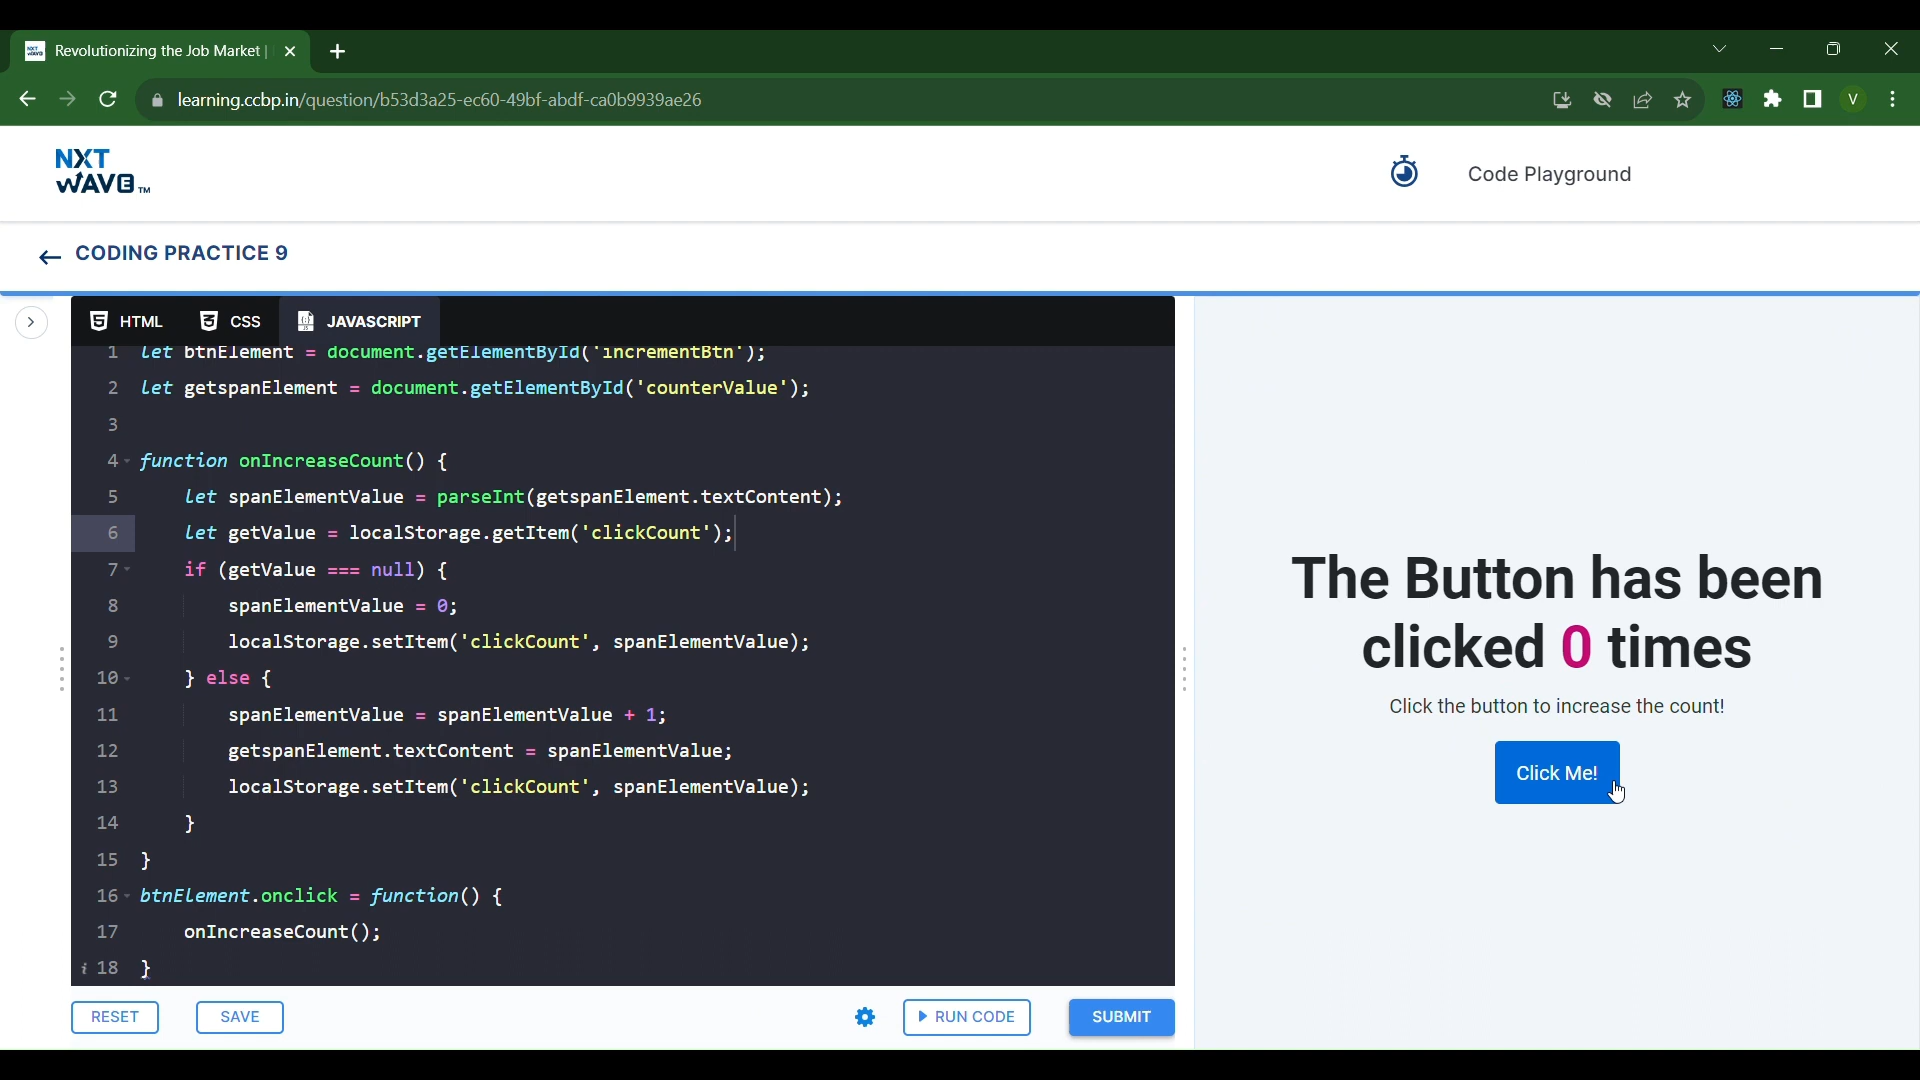 Revolutionizing the Job Market |
learning.ccbp.in/question/b53d3a25-ec60-49bf-abdf-ca0b9939ae26
V
NXT
WAVE TM
Code Playground
CODING PRACTICE 9
HTML CSS JAVASCRIPT
1 let btnElement = document.getElementById('incrementBtn');
2 let getspanElement = document.getElementById('counterValue');
3
4 function onIncreaseCount() {
5 let spanElementValue = parseInt(getspanElement.textContent);
6 let getValue = localStorage.getItem('clickCount');
7 if (getValue === null) {
8 spanElementValue = 0;
9 localStorage.setItem('clickCount', spanElementValue);
10 } else {
11 spanElementValue = spanElementValue + 1;
12 getspanElement.textContent = spanElementValue;
13 localStorage.setItem('clickCount', spanElementValue);
14 }
15 }
16 btnElement.onclick = function() {
17 onIncreaseCount();
i 18 }
RESET SAVE RUN CODE SUBMIT
The Button has been
clicked 0 times
Click the button to increase the count!
Click Me!